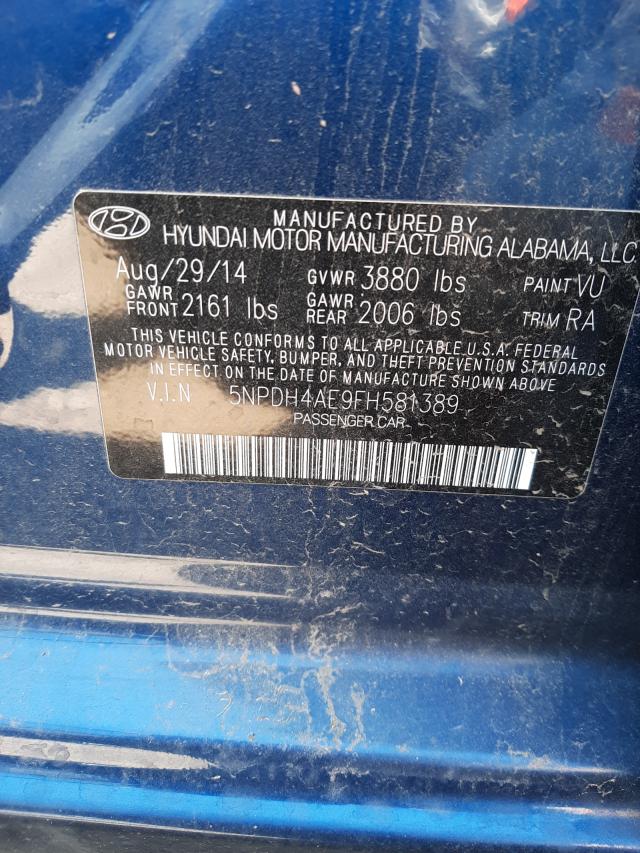 MANUFACTURED BY
HYUNDAI MOTOR MANUFACTURING ALABAMA, LLC
Aug/29/14 GVWR 3880 lbs PAINT VU
GAWR FRONT 2161 lbs GAWR REAR 2006 lbs TRIM RA
THIS VEHICLE CONFORMS TO ALL APPLICABLE U.S.A. FEDERAL
MOTOR VEHICLE SAFETY, BUMPER, AND THEFT PREVENTION STANDARDS
IN EFFECT ON THE DATE OF MANUFACTURE SHOWN ABOVE.
V.I.N 5NPDH4AE9FH581389
PASSENGER CAR